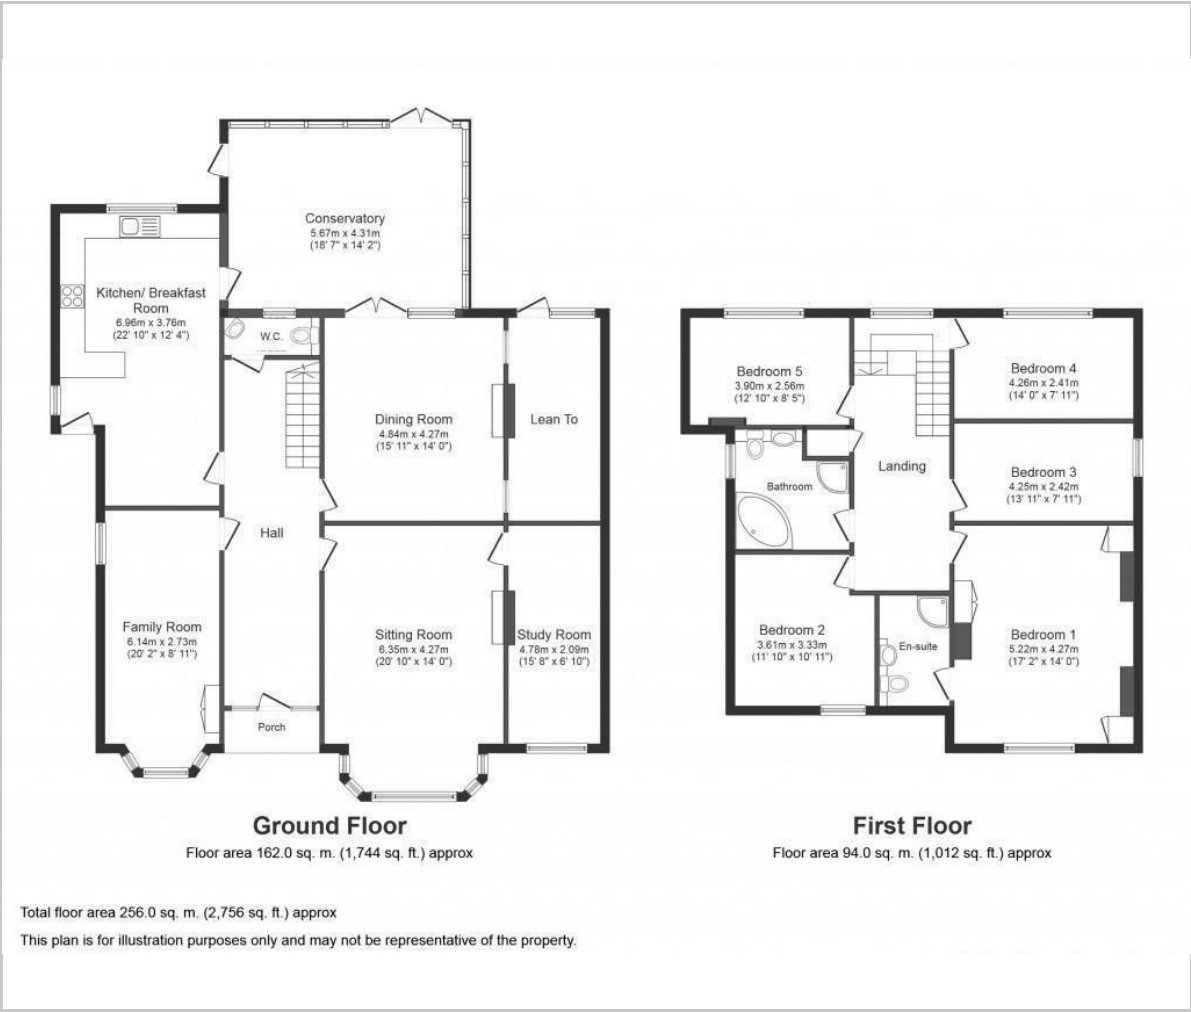 Conservatory
5.67m x 4.31m
(18' 7" x 14' 2")
Kitchen/ Breakfast
Room
6.96m x 3.76m
(22' 10" x 12' 4")
W.C.
Dining Room
4.84m x 4.27m
(15' 11" x 14' 0")
Lean To
Hall
Family Room
6.14m x 2.73m
(20' 2" x 8' 11")
Sitting Room
6.35m x 4.27m
(20' 10" x 14' 0")
Study Room
4.78m x 2.09m
(15' 8" x 6' 10")
Porch
Ground Floor
Floor area 162.0 sq. m. (1,744 sq. ft.) approx
Bedroom 5
3.90m x 2.56m
(12' 10" x 8' 5")
Bedroom 4
4.26m x 2.41m
(14' 0" x 7' 11")
Landing
Bedroom 3
4.25m x 2.42m
(13' 11" x 7' 11")
Bathroom
Bedroom 2
3.61m x 3.33m
(11' 10" x 10' 11")
En-suite
Bedroom 1
5.22m x 4.27m
(17' 2" x 14' 0")
First Floor
Floor area 94.0 sq. m. (1,012 sq. ft.) approx
Total floor area 256.0 sq. m. (2,756 sq. ft.) approx
This plan is for illustration purposes only and may not be representative of the property.